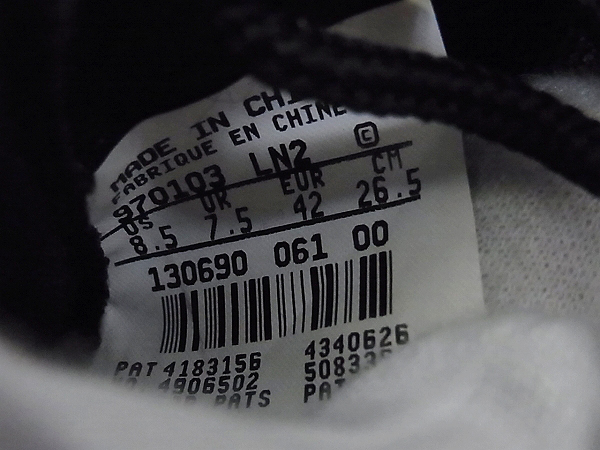 MADE IN
FABRIQUE EN CHINE
970103 LN2 C
US UK EUR CM
8.5 7.5 42 26.5
130690 061 00
PAT 4183156 4340626
4906502
PATS